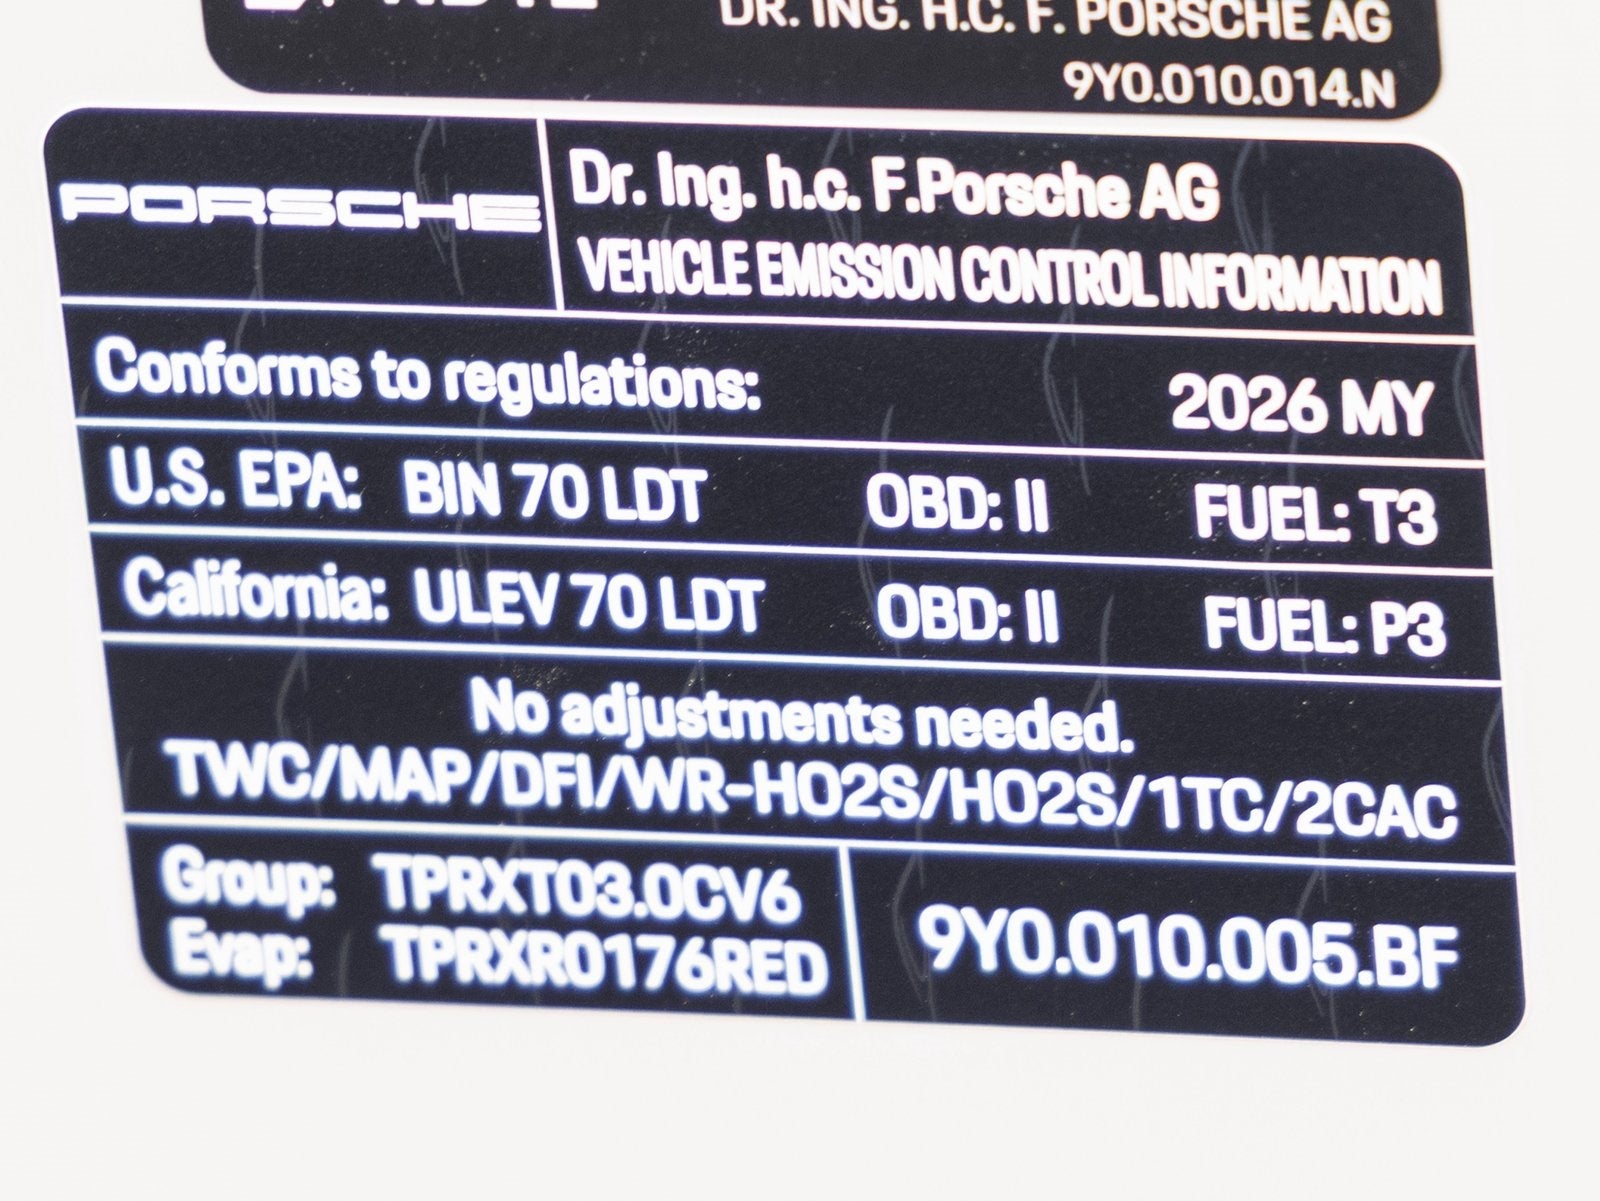 DR. ING. H.C. F. PORSCHE AG
9Y0.010.014.N
PORSCHE
Dr. Ing. h.c. F.Porsche AG
VEHICLE EMISSION CONTROL INFORMATION
Conforms to regulations: 2026 MY
U.S. EPA: BIN 70 LDT OBD: II FUEL: T3
California: ULEV 70 LDT OBD: II FUEL: P3
No adjustments needed.
TWC/MAP/DFI/WR-HO2S/HO2S/1TC/2CAC
Group: TPRXT03.0CV6
Evap: TPRXR0176RED
9Y0.010.005.BF